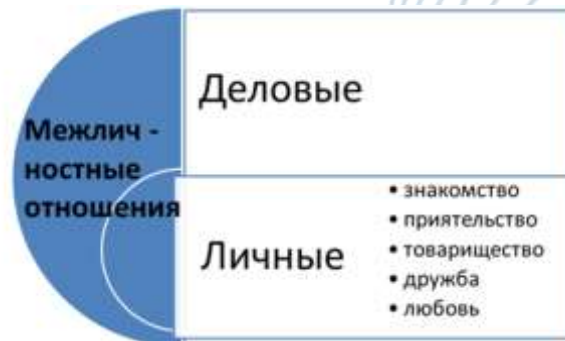 Межлич -
ностные
отношения
Деловые
Личные
• знакомство
• приятельство
• товарищество
• дружба
• любовь